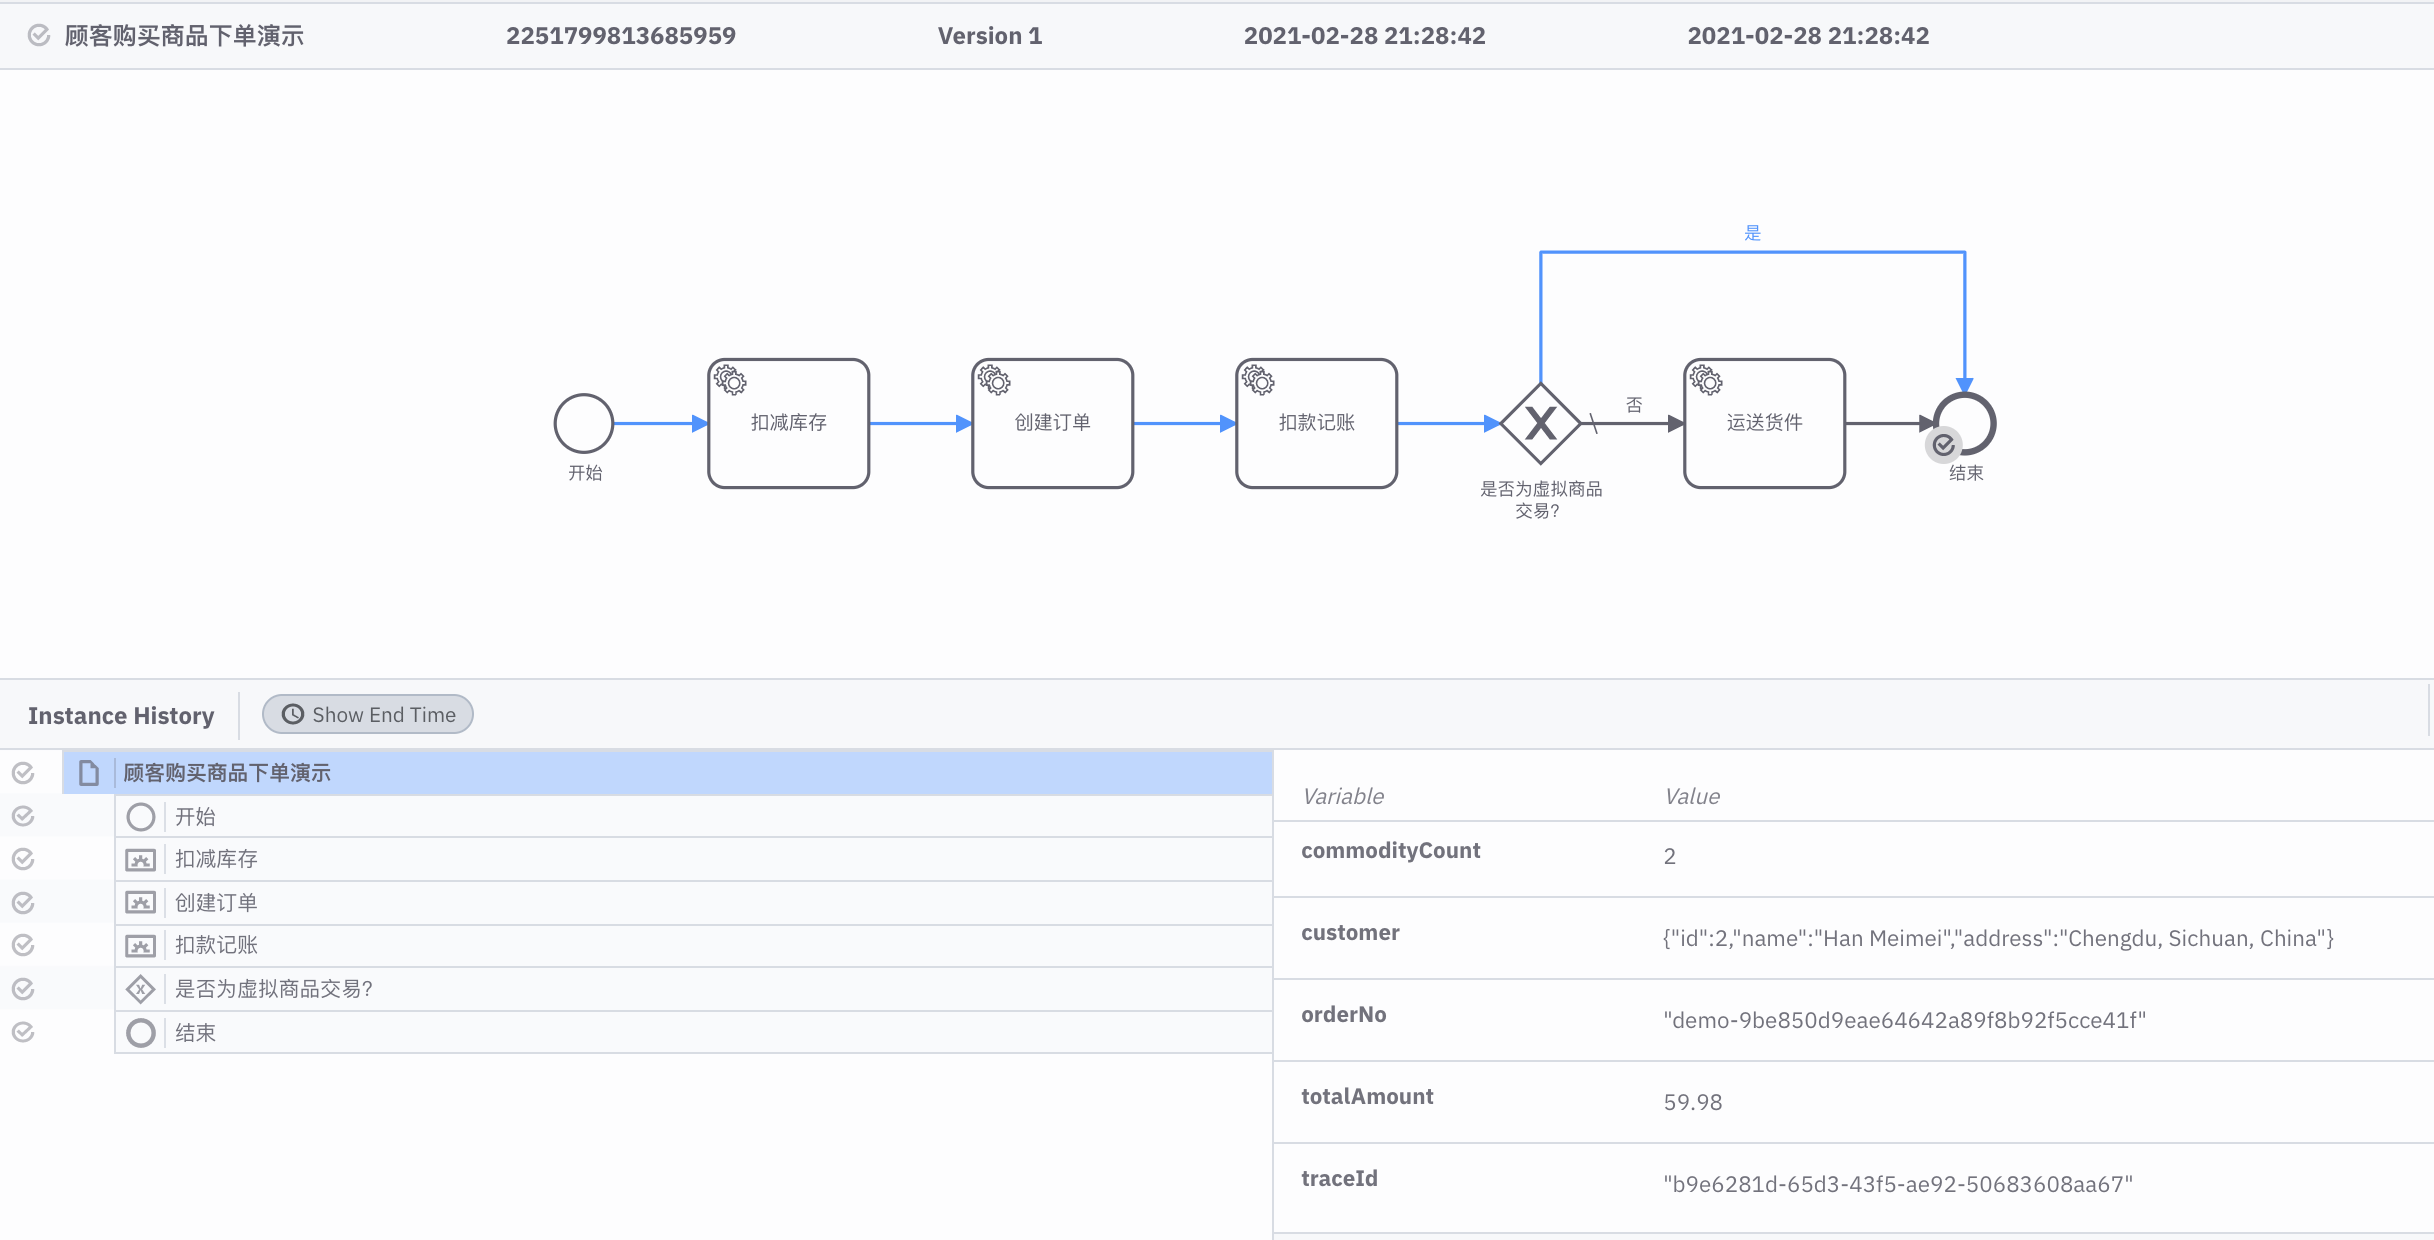 顾客购买商品下单演示 2251799813685959 Version 1 2021-02-28 21:28:42 2021-02-28 21:28:42
是
扣减库存 创建订单 扣款记账 否 运送货件
开始 结束
是否为虚拟商品
交易?
Instance History Show End Time
顾客购买商品下单演示
开始
扣减库存
创建订单
扣款记账
是否为虚拟商品交易?
结束
Variable Value
commodityCount 2
customer {"id":2,"name":"Han Meimei","address":"Chengdu, Sichuan, China"}
orderNo "demo-9be850d9eae64642a89f8b92f5cce41f"
totalAmount 59.98
traceId "b9e6281d-65d3-43f5-ae92-50683608aa67"